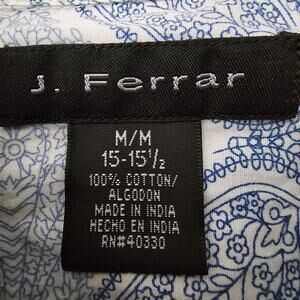 J. Ferrar
M/M
15-15½
100% COTTON/
ALGODON
MADE IN INDIA
HECHO EN INDIA
RN#40330